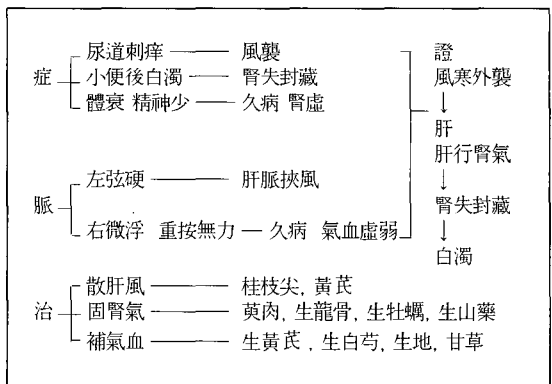 尿道刺痒 風襲 證
症 小便後白濁 腎失封藏 風寒外襲
體衰 精神少 久病 腎虛 ↓
肝
肝行腎氣
左弦硬 肝脈挾風 ↓
脈 腎失封藏
右微浮 重按無力 久病 氣血虛弱 ↓
白濁
散肝風 桂枝尖, 黃芪
治 固腎氣 萸肉, 生龍骨, 生牡蠣, 生山藥
補氣血 生黃芪, 生白芍, 生地, 甘草